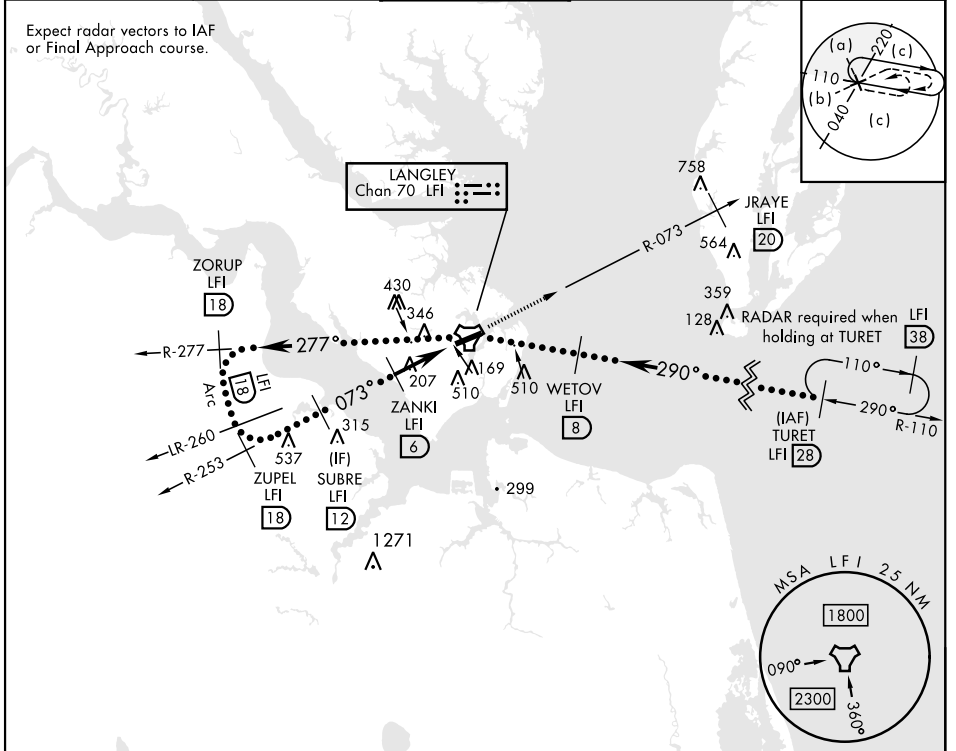 Expect radar vectors to IAF
or Final Approach course.
(a)
220
(c)
110
(b)
040
(c)
LANGLEY
Chan 70 LFI
758
JRAYE
LFI
20
R-073
564
ZORUP
LFI
18
430
346
359
128
RADAR required when
holding at TURET
LFI
38
R-277
277°
110°
290°
290°
R-110
Arc
18
LFI
073°
207
169
510
510
WETOV
LFI
8
ZANKI
LFI
6
(IAF)
TURET
LFI 28
LR-260
R-253
537
315
ZUPEL
LFI
18
(IF)
SUBRE
LFI
12
299
1271
MSA LFI 25 NM
1800
090°
2300
360°